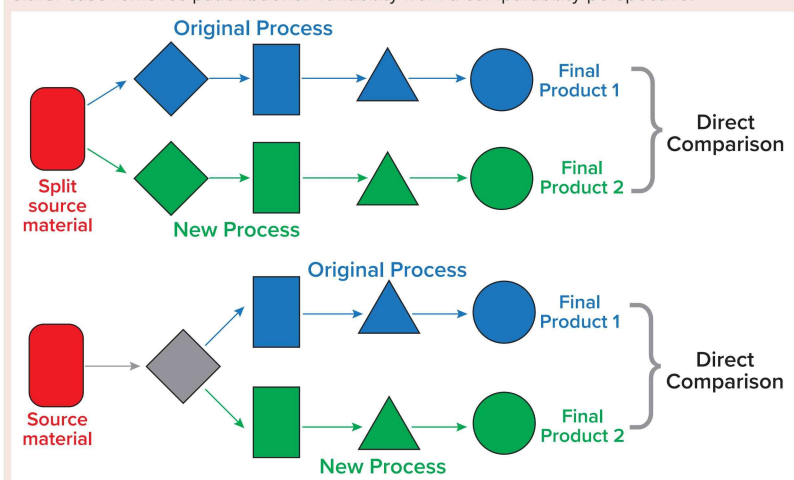 Original Process
Final
Product 1
Direct
Comparison
Split
source
material
Final
Product 2
New Process
Original Process
Final
Product 1
Direct
Comparison
Source
material
Final
Product 2
New Process